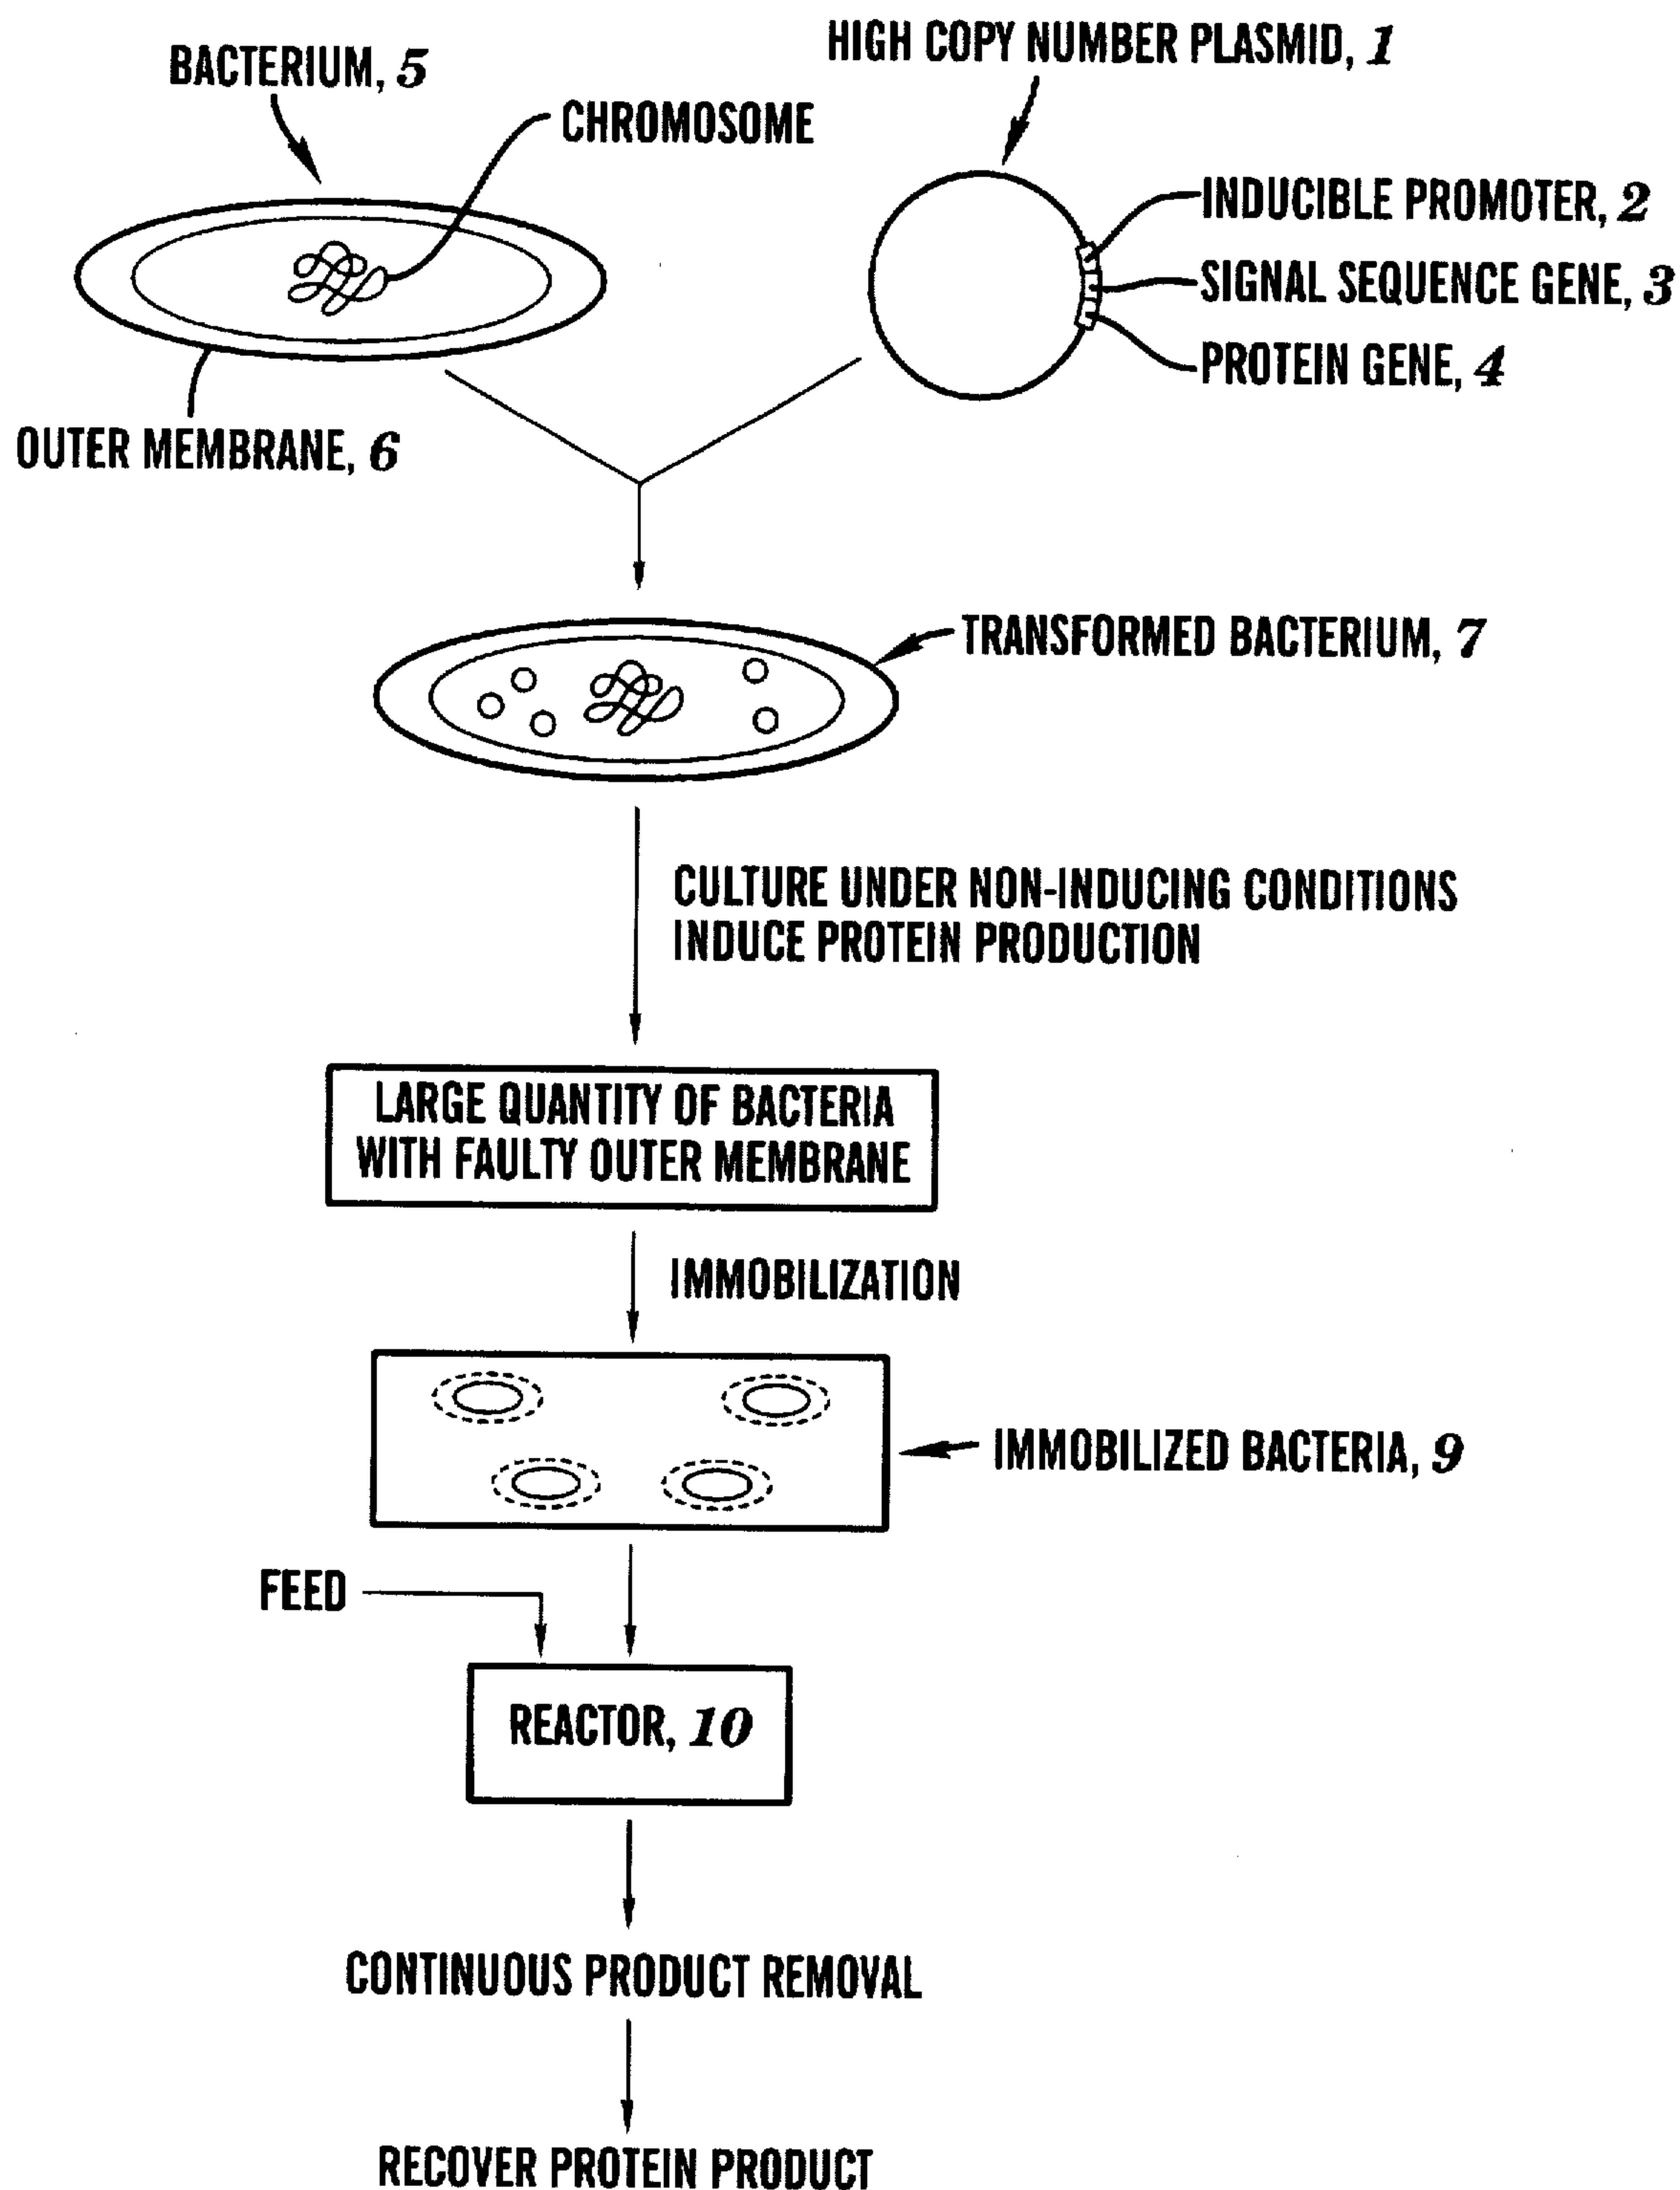 HIGH COPY NUMBER PLASMID, 1
BACTERIUM, 5
CHROMOSOME
INDUCIBLE PROMOTER, 2
SIGNAL SEQUENCE GENE, 3
PROTEIN GENE, 4
OUTER MEMBRANE, 6
TRANSFORMED BACTERIUM, 7
CULTURE UNDER NON-INDUCING CONDITIONS
INDUCE PROTEIN PRODUCTION
LARGE QUANTITY OF BACTERIA
WITH FAULTY OUTER MEMBRANE
IMMOBILIZATION
IMMOBILIZED BACTERIA, 9
FEED
REACTOR, 10
CONTINUOUS PRODUCT REMOVAL
RECOVER PROTEIN PRODUCT